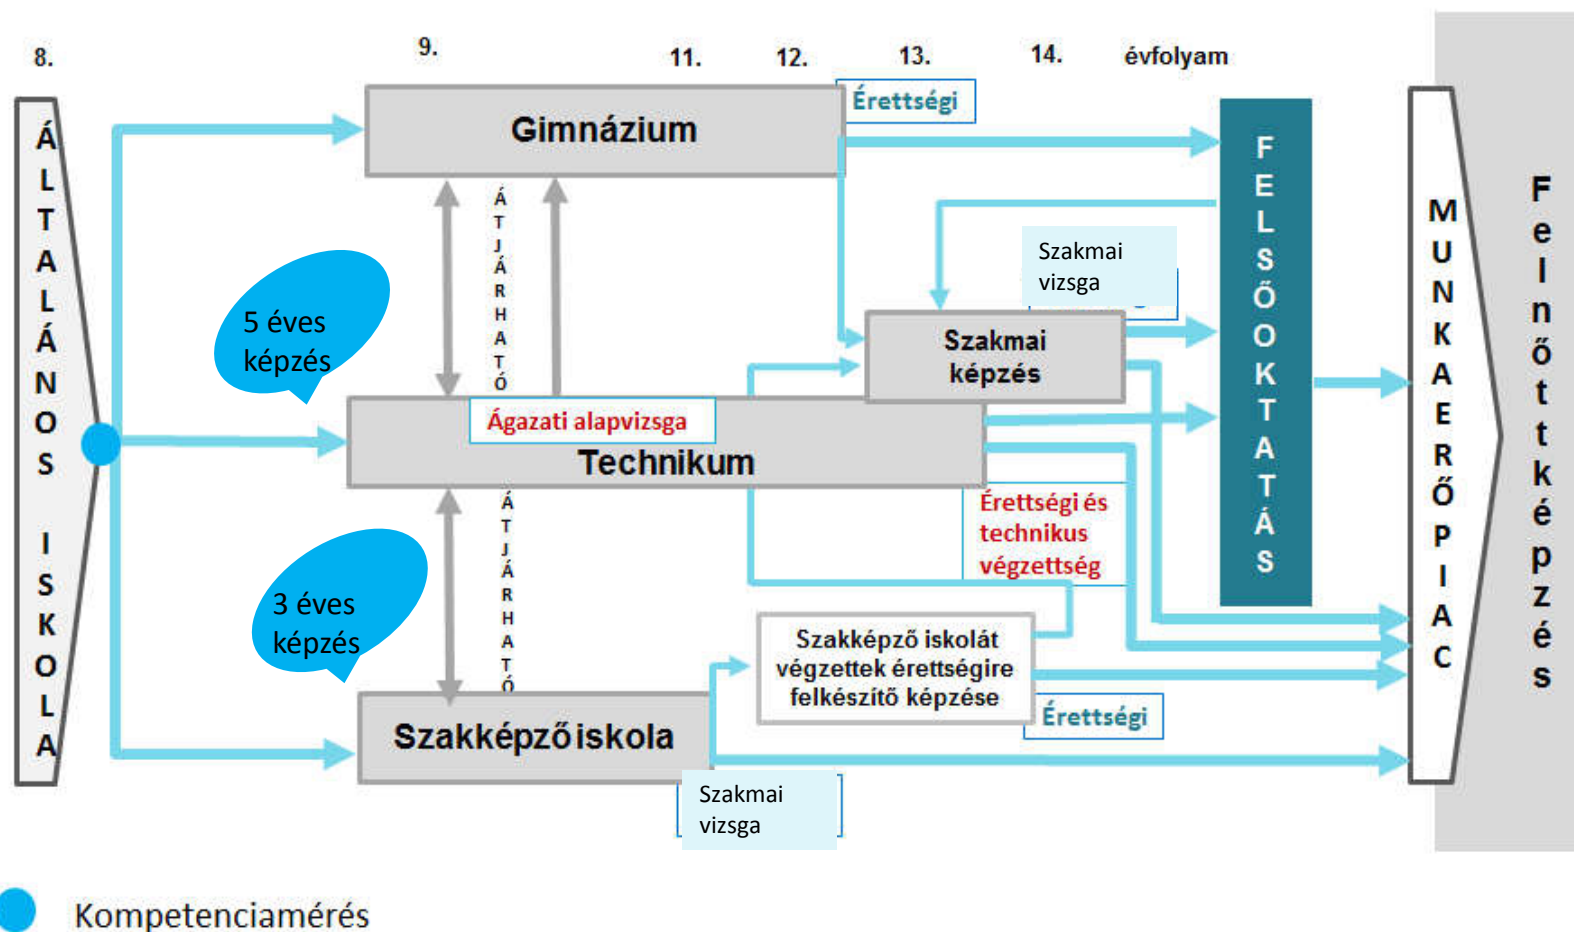 8.
9.
11.
12.
13.
14.
évfolyam
ÁLTALÁNOS ISKOLA
Gimnázium
Érettségi
ÁTJÁRHATÓ
5 éves
képzés
Szakmai
vizsga
Szakmai
képzés
Ágazati alapvizsga
Technikum
ÁTJÁRHATÓ
Érettségi és
technikus
végzettség
3 éves
képzés
Szakképző iskolát
végzettek érettségire
felkészítő képzése
Érettségi
Szakképző iskola
Szakmai
vizsga
FELSŐOKTATÁS
MUNKAERŐPIAC
Felnőttképzés
Kompetenciamérés